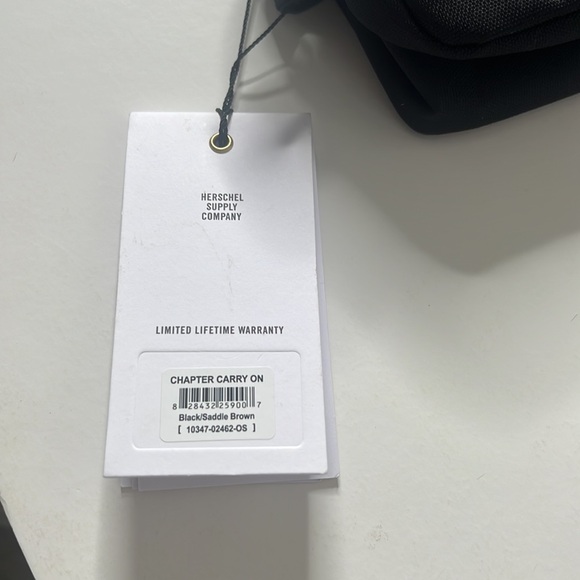 HERSCHEL
SUPPLY
COMPANY
LIMITED LIFETIME WARRANTY
CHAPTER CARRY ON
8 28432 25900 7
Black/Saddle Brown
[ 10347-02462-OS ]